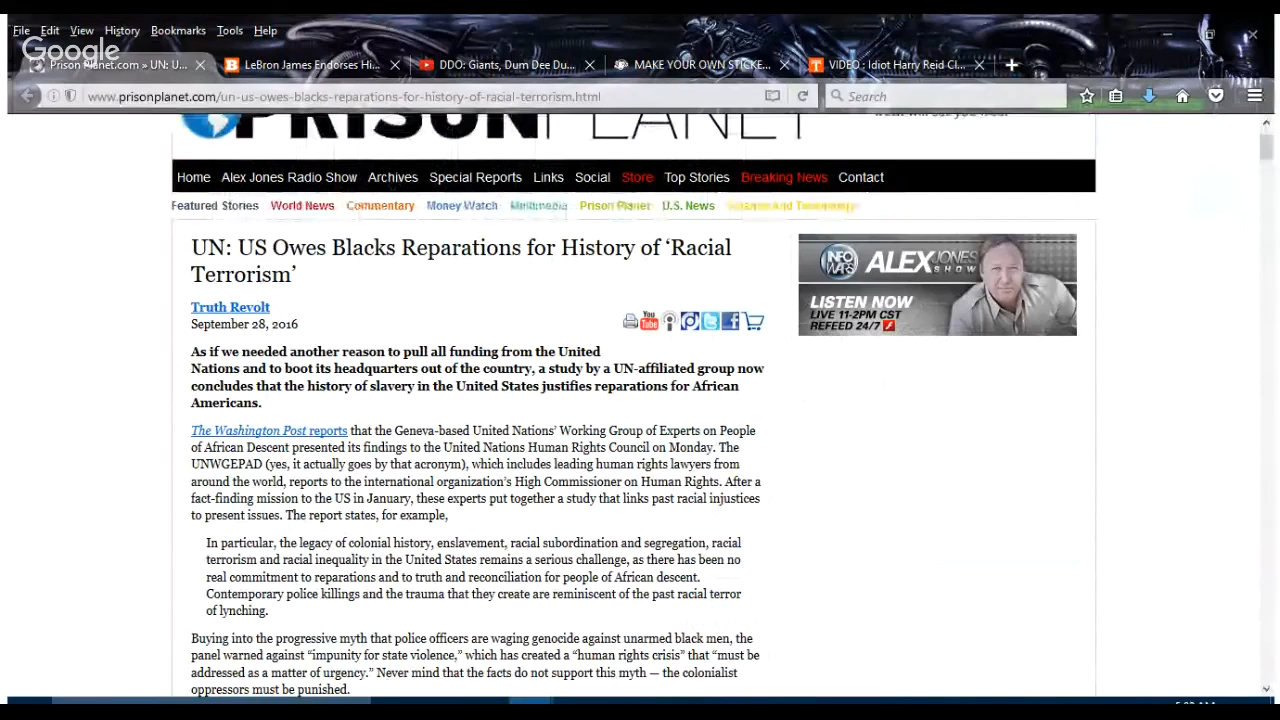 File Edit View History Bookmarks Tools Help
Google
Prison Planet.com » UN: U... LeBron James Endorses Hi... DDO: Giants, Dum Dee Du... MAKE YOUR OWN STICKE... VIDEO : Idiot Harry Reid Cl...
www.prisonplanet.com/un-us-owes-blacks-reparations-for-history-of-racial-terrorism.html Search
PRISON PLANET
Home Alex Jones Radio Show Archives Special Reports Links Social Store Top Stories Breaking News Contact
Featured Stories World News Commentary Money Watch Multimedia Prison Planet U.S. News Science And Technology
UN: US Owes Blacks Reparations for History of ‘Racial
Terrorism’
Truth Revolt
September 28, 2016
You
Tube
INFO
WARS
ALEX JONES
SHOW
LISTEN NOW
LIVE 11-2PM CST
REFEED 24/7
As if we needed another reason to pull all funding from the United
Nations and to boot its headquarters out of the country, a study by a UN-affiliated group now
concludes that the history of slavery in the United States justifies reparations for African
Americans.
The Washington Post reports that the Geneva-based United Nations’ Working Group of Experts on People
of African Descent presented its findings to the United Nations Human Rights Council on Monday. The
UNWGEPAD (yes, it actually goes by that acronym), which includes leading human rights lawyers from
around the world, reports to the international organization’s High Commissioner on Human Rights. After a
fact-finding mission to the US in January, these experts put together a study that links past racial injustices
to present issues. The report states, for example,
In particular, the legacy of colonial history, enslavement, racial subordination and segregation, racial
terrorism and racial inequality in the United States remains a serious challenge, as there has been no
real commitment to reparations and to truth and reconciliation for people of African descent.
Contemporary police killings and the trauma that they create are reminiscent of the past racial terror
of lynching.
Buying into the progressive myth that police officers are waging genocide against unarmed black men, the
panel warned against “impunity for state violence,” which has created a “human rights crisis” that “must be
addressed as a matter of urgency.” Never mind that the facts do not support this myth — the colonialist
oppressors must be punished.